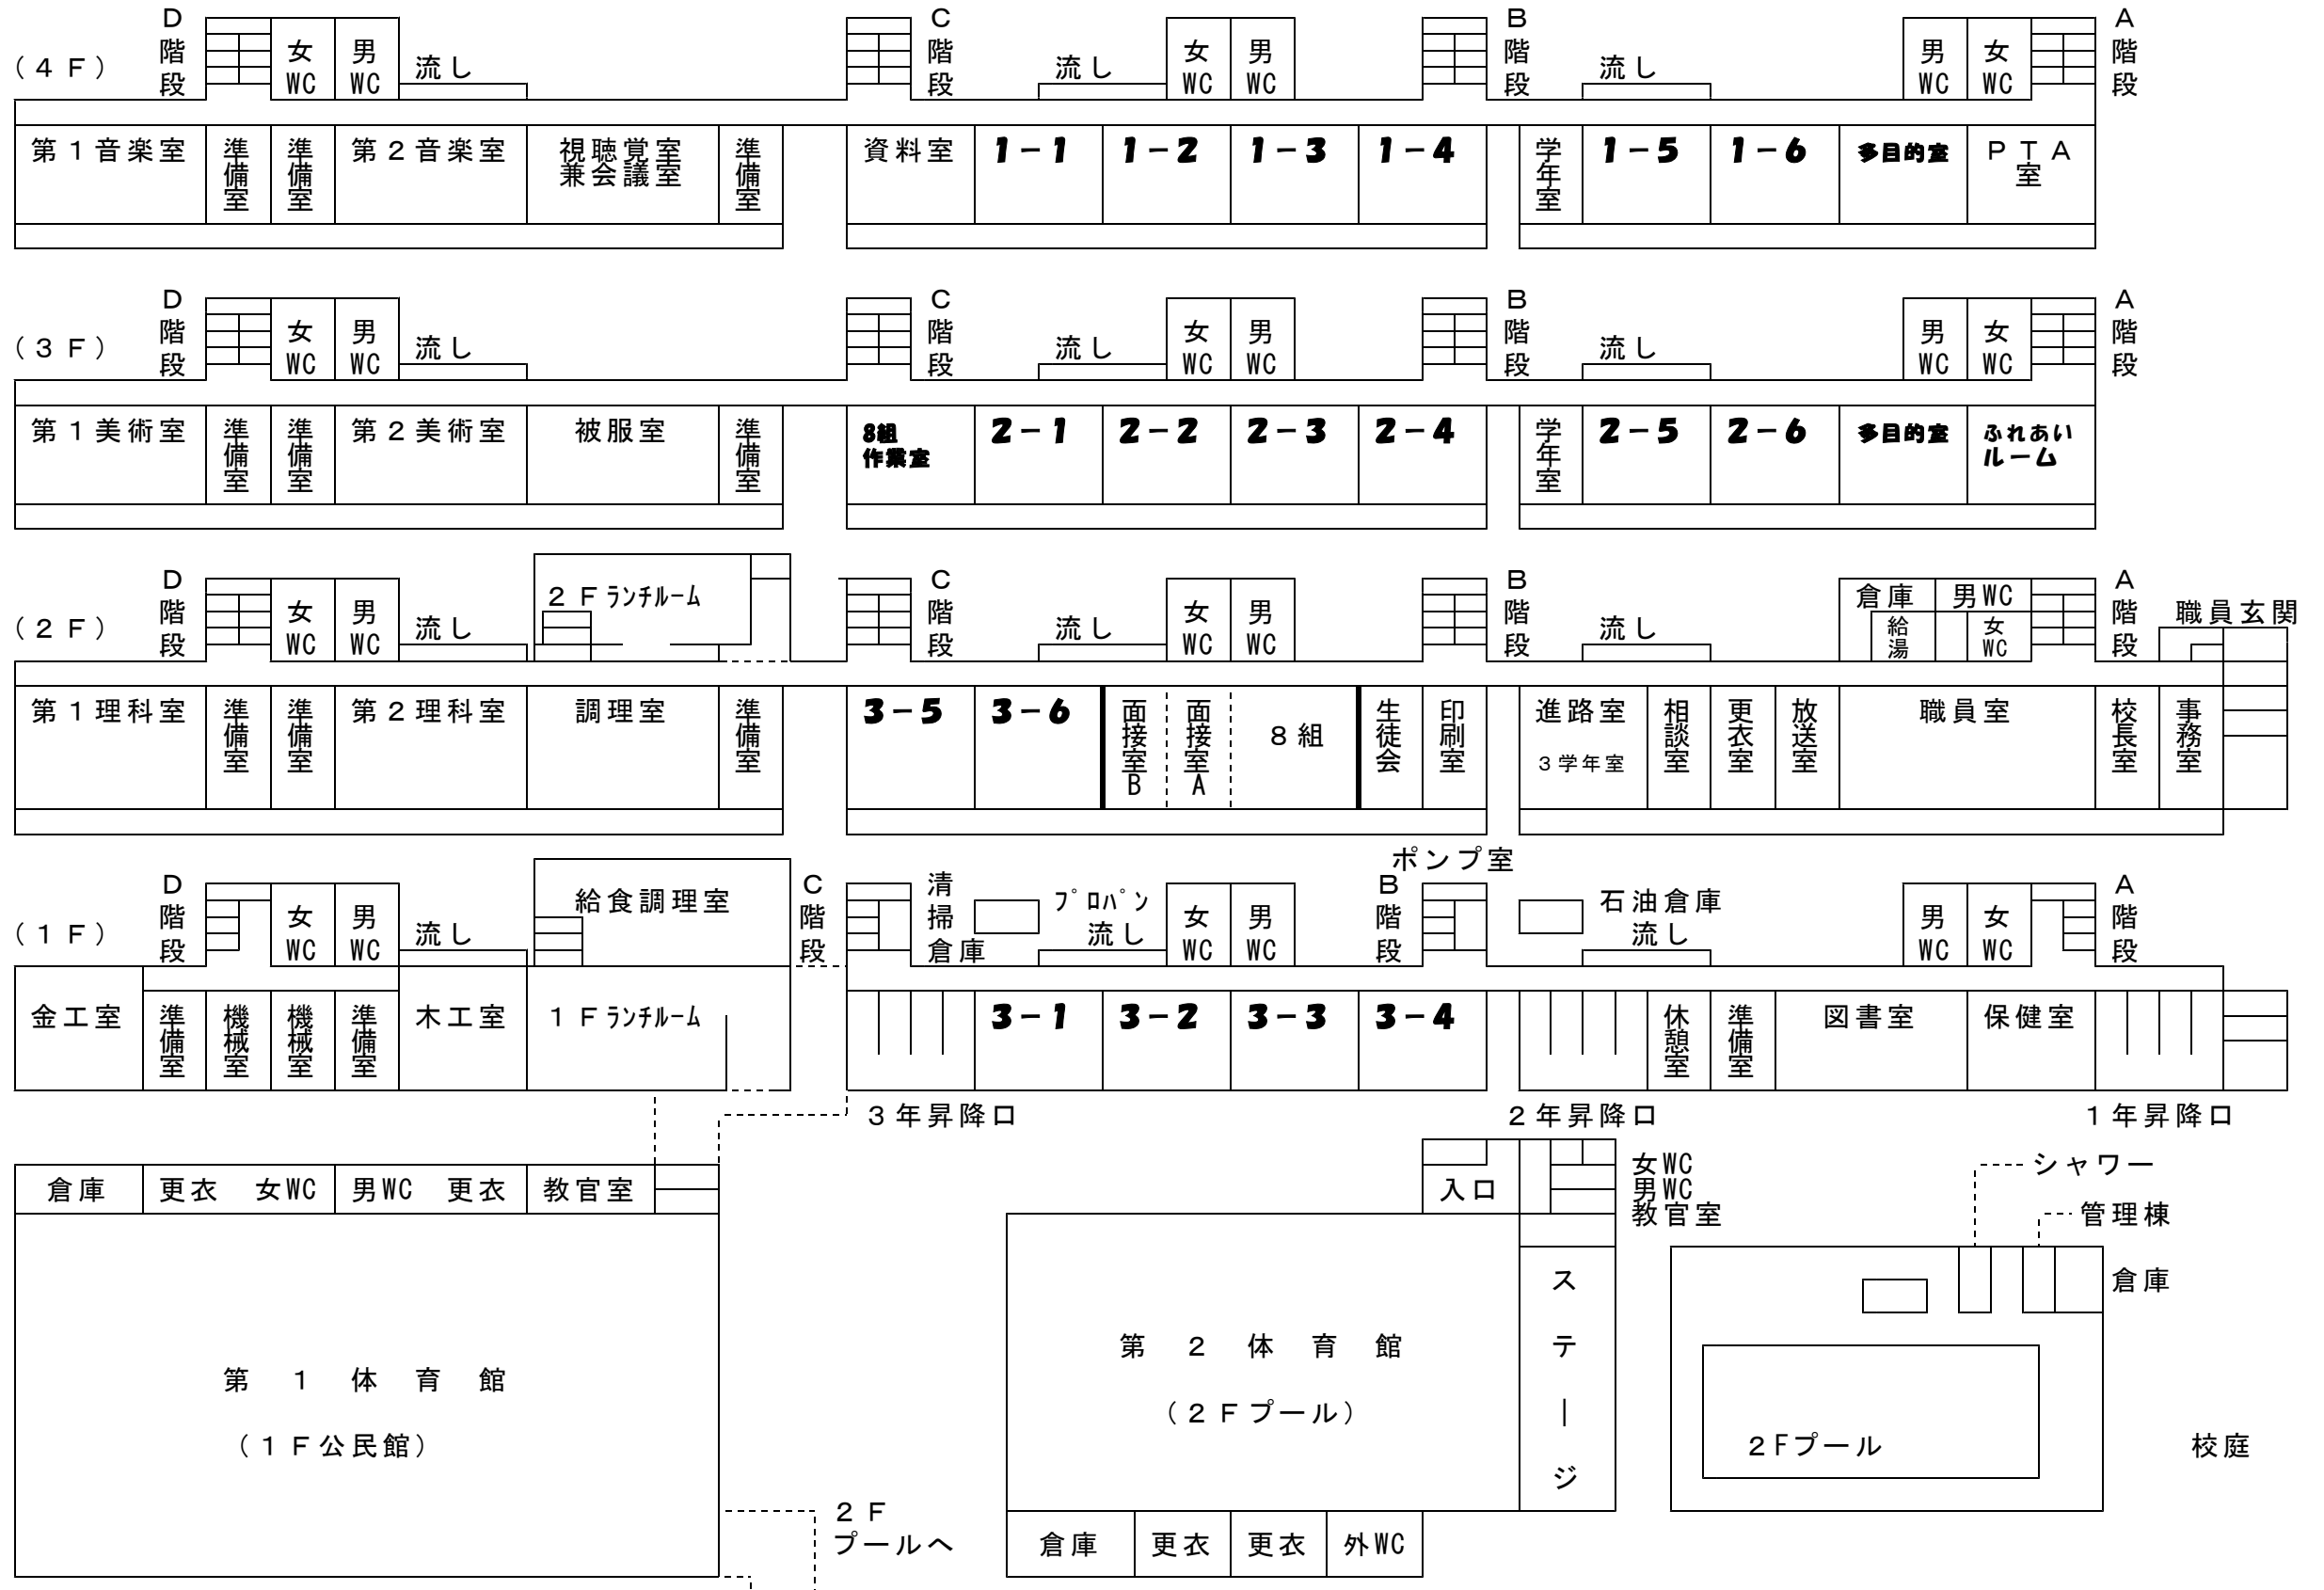 (４Ｆ)
Ｄ階段
女WC
男WC
流し
Ｃ階段
流し
女WC
男WC
Ｂ階段
流し
男WC
女WC
Ａ階段
第１音楽室
準備室
準備室
第２音楽室
視聴覚室
兼会議室
準備室
資料室
1－1
1－2
1－3
1－4
学年室
1－5
1－6
多目的室
ＰＴＡ
室
(３Ｆ)
Ｄ階段
女WC
男WC
流し
Ｃ階段
流し
女WC
男WC
Ｂ階段
流し
男WC
女WC
Ａ階段
第１美術室
準備室
準備室
第２美術室
被服室
準備室
8組
作業室
2－1
2－2
2－3
2－4
学年室
2－5
2－6
多目的室
ふれあい
ルーム
(２Ｆ)
Ｄ階段
女WC
男WC
流し
２Ｆﾗﾝﾁﾙｰﾑ
Ｃ階段
流し
女WC
男WC
Ｂ階段
流し
倉庫
男WC
給湯
女WC
Ａ階段
職員玄関
第１理科室
準備室
準備室
第２理科室
調理室
準備室
3－5
3－6
面接室B
面接室A
８組
生徒会
印刷室
進路室
３学年室
相談室
更衣室
放送室
職員室
校長室
事務室
(１Ｆ)
Ｄ階段
女WC
男WC
流し
給食調理室
Ｃ階段
清掃倉庫
ﾌﾟﾛﾊﾟﾝ
流し
女WC
男WC
ポンプ室
Ｂ階段
石油倉庫
流し
男WC
女WC
Ａ階段
金工室
準備室
機械室
機械室
準備室
木工室
１Ｆﾗﾝﾁﾙｰﾑ
3－1
3－2
3－3
3－4
休憩室
準備室
図書室
保健室
３年昇降口
２年昇降口
１年昇降口
倉庫
更衣　女WC
男WC　更衣
教官室
第１体育館
(１Ｆ公民館)
２Ｆ
プールへ
入口
女WC
男WC
教官室
第２体育館
(２Ｆプール)
ステージ
倉庫
更衣
更衣
外WC
シャワー
管理棟
倉庫
２Fプール
校庭